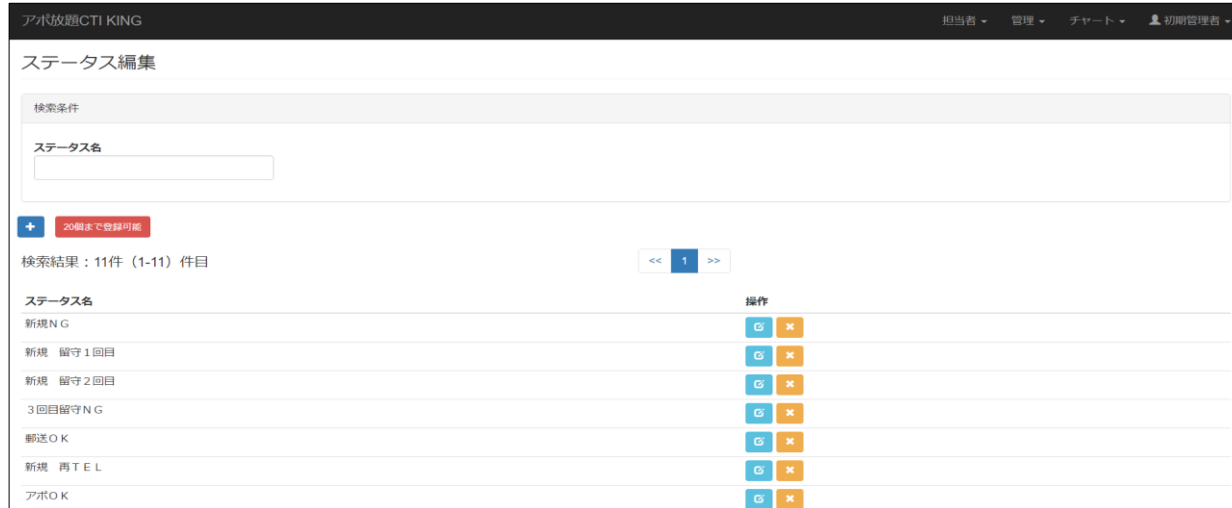 アポ放題CTI KING 担当者 管理 チャート 初期管理者
ステータス編集
検索条件
ステータス名
20個まで登録可能
検索結果：11件（1-11）件目 << 1 >>
ステータス名 操作
新規ＮＧ
新規　留守１回目
新規　留守２回目
３回目留守ＮＧ
郵送ＯＫ
新規　再ＴＥＬ
アポＯＫ